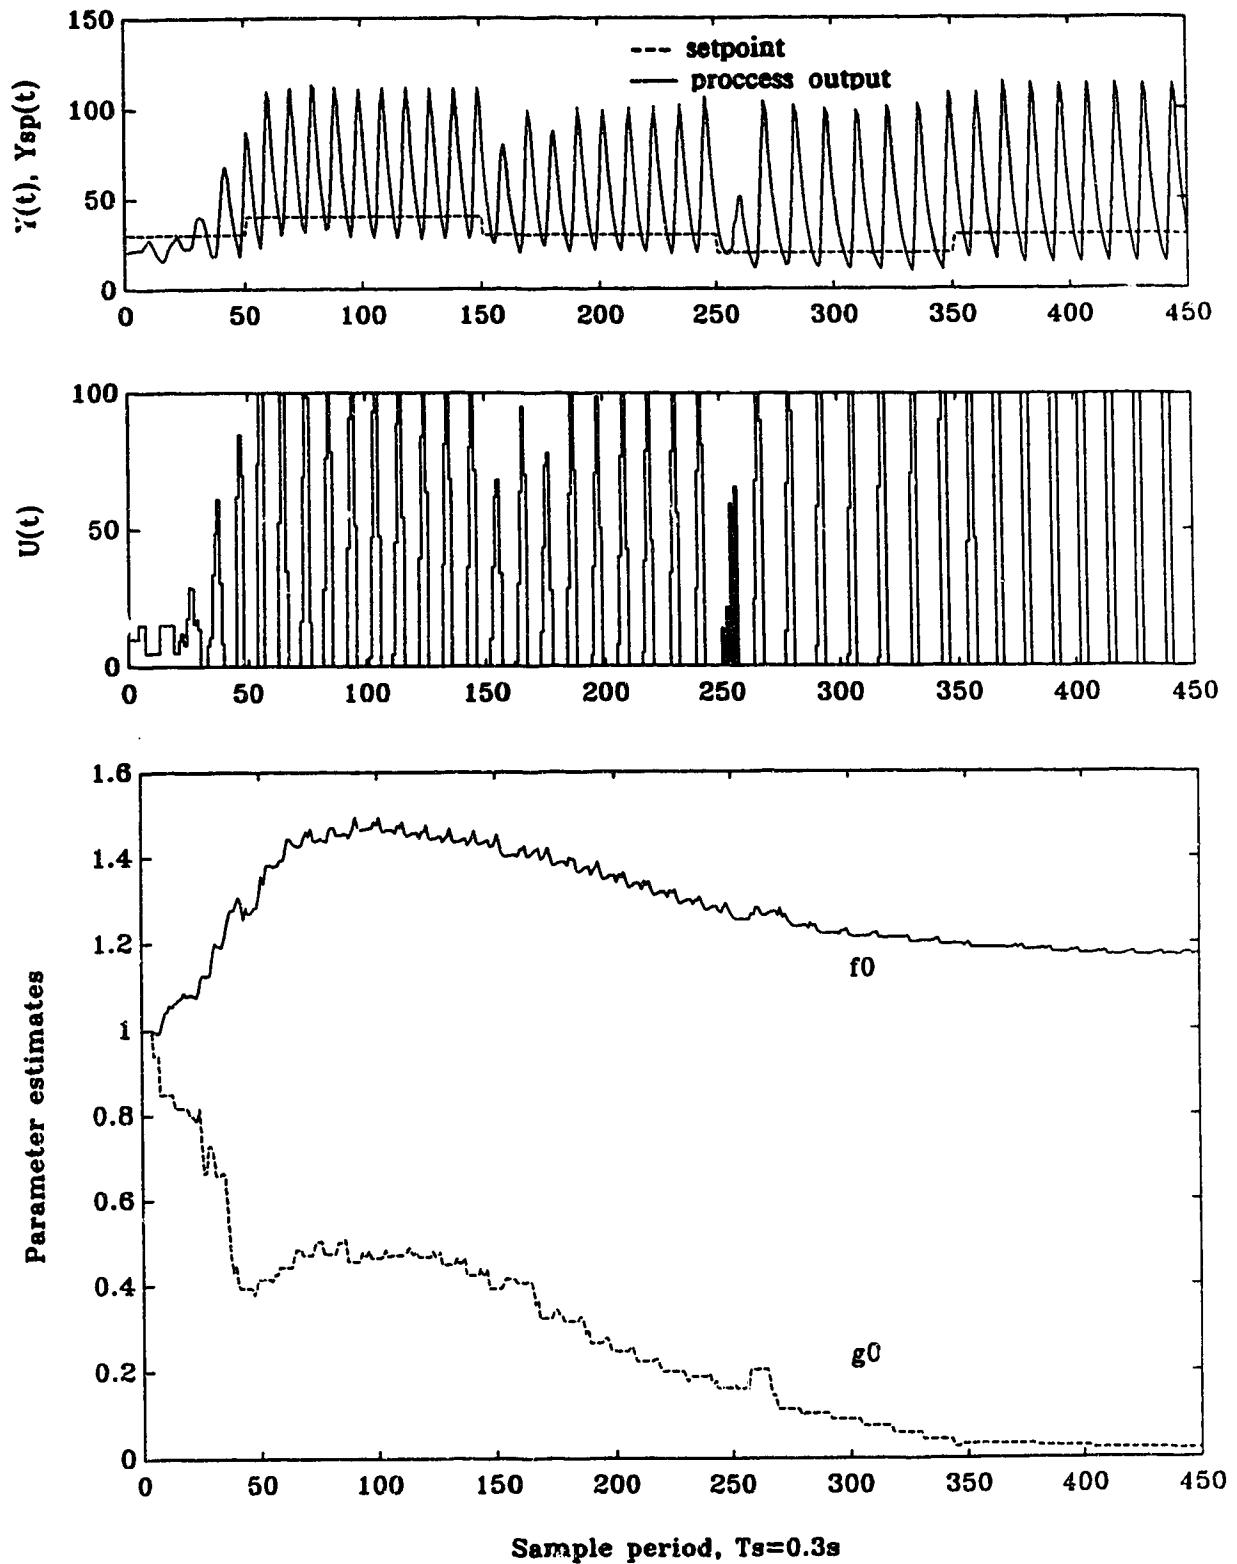 150
100
50
0
Y(t), Ysp(t)
setpoint
proccess output
0 50 100 150 200 250 300 350 400 450
100
50
0
U(t)
0 50 100 150 200 250 300 350 400 450
1.6
1.4
1.2
1
0.8
0.6
0.4
0.2
0
Parameter estimates
f0
g0
0 50 100 150 200 250 300 350 400 450
Sample period, Ts=0.3s